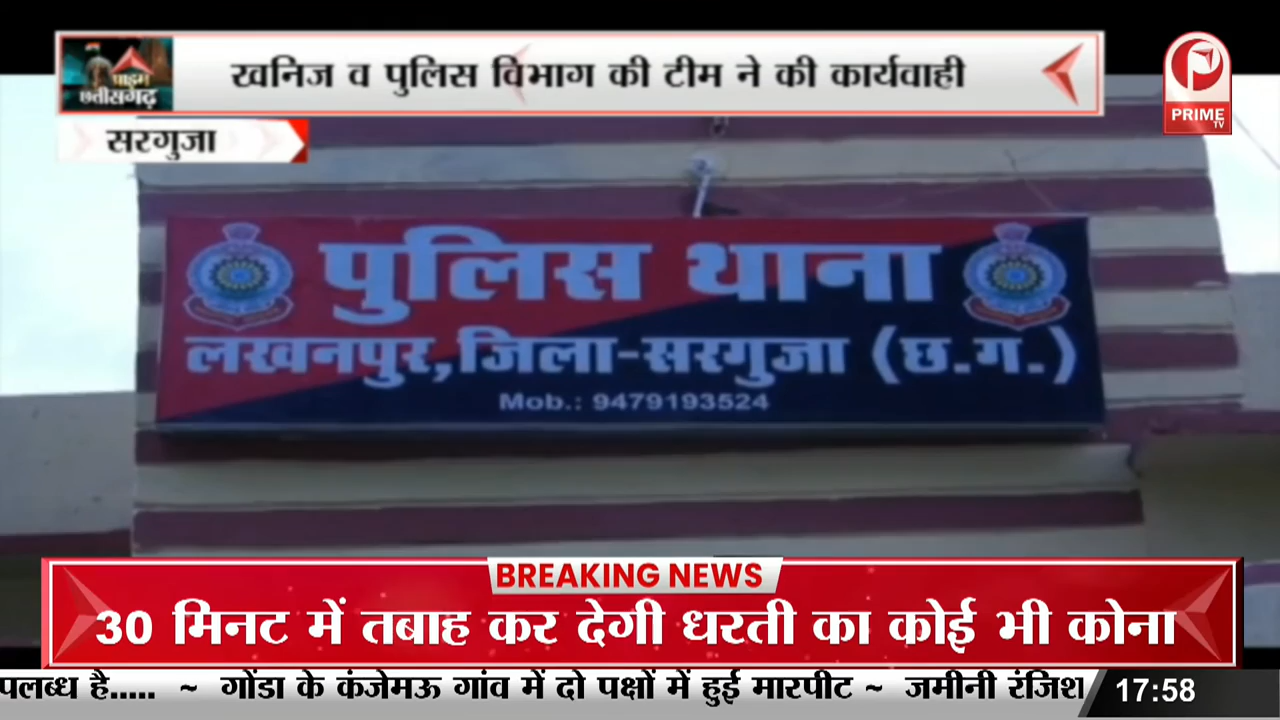 खनिज व पुलिस विभाग की टीम ने की कार्यवाही
प्राइम
छत्तीसगढ़
PRIME
TV
सरगुजा
पुलिस थाना
लखनपुर, जिला-सरगुजा (छ.ग.)
Mob.: 9479193524
BREAKING NEWS
30 मिनट में तबाह कर देगी धरती का कोई भी कोना
पलब्ध है..... ~ गोंडा के कंजेमऊ गांव में दो पक्षों में हुई मारपीट ~ जमीनी रंजिश
17:58